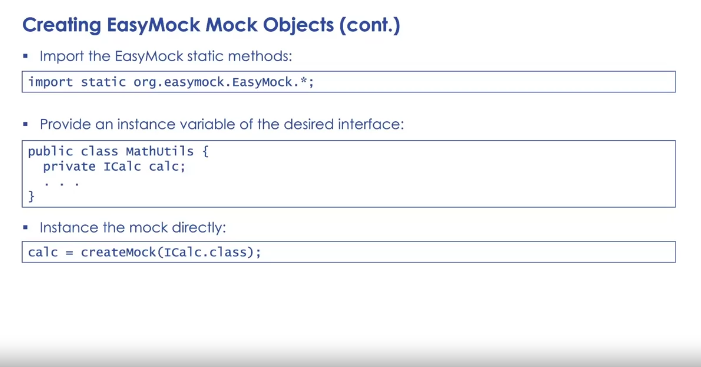 Creating EasyMock Mock Objects (cont.)
▪ Import the EasyMock static methods:
import static org.easymock.EasyMock.*;
▪ Provide an instance variable of the desired interface:
public class MathUtils {
  private ICalc calc;
  . . .
}
▪ Instance the mock directly:
calc = createMock(ICalc.class);